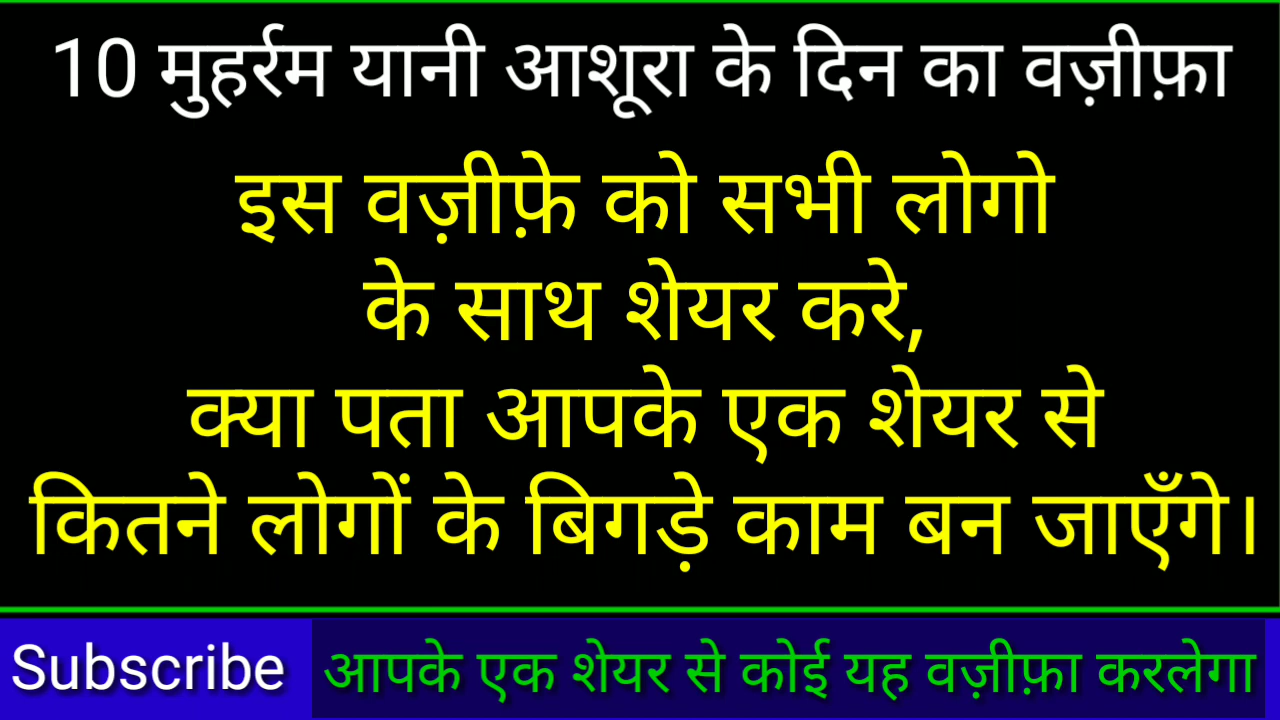 10 मुहर्रम यानी आशूरा के दिन का वज़ीफ़ा
इस वज़ीफ़े को सभी लोगो
के साथ शेयर करे,
क्या पता आपके एक शेयर से
कितने लोगों के बिगड़े काम बन जाएँगे।
Subscribe आपके एक शेयर से कोई यह वज़ीफ़ा करलेगा